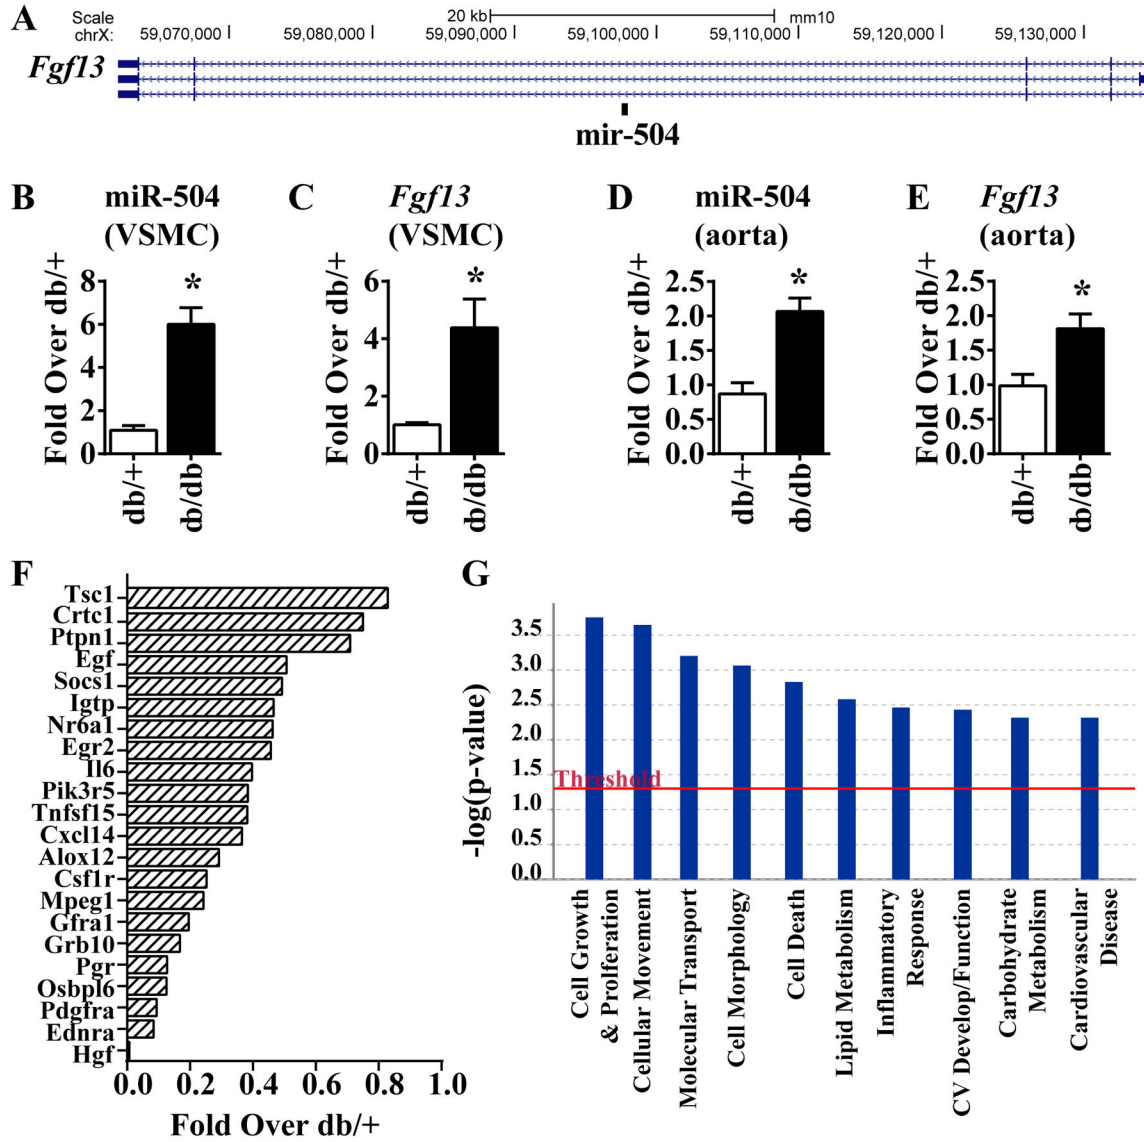 A
Scale
20 kb
mm10
chrX:
59,070,000
59,080,000
59,090,000
59,100,000
59,110,000
59,120,000
59,130,000
Fgf13
mir-504
B
miR-504
(VSMC)
Fold Over db/+
8
6
4
2
0
*
db/+
db/db
C
Fgf13
(VSMC)
Fold Over db/+
6
4
2
0
*
db/+
db/db
D
miR-504
(aorta)
Fold Over db/+
2.5
2.0
1.5
1.0
0.5
0.0
*
db/+
db/db
E
Fgf13
(aorta)
Fold Over db/+
2.5
2.0
1.5
1.0
0.5
0.0
*
db/+
db/db
F
Tsc1
Crtc1
Ptpn1
Egf
Socs1
Igtp
Nr6a1
Egr2
Il6
Pik3r5
Tnfsf15
Cxcl14
Alox12
Csf1r
Mpeg1
Gfra1
Grb10
Pgr
Osbpl6
Pdgfra
Ednra
Hgf
0.0 0.2 0.4 0.6 0.8 1.0
Fold Over db/+
G
-log(p-value)
3.5
3.0
2.5
2.0
1.5
1.0
0.5
0.0
Threshold
Cell Growth
& Proliferation
Cellular Movement
Molecular Transport
Cell Morphology
Cell Death
Lipid Metabolism
Inflammatory
Response
CV Develop/Function
Carbohydrate
Metabolism
Cardiovascular
Disease